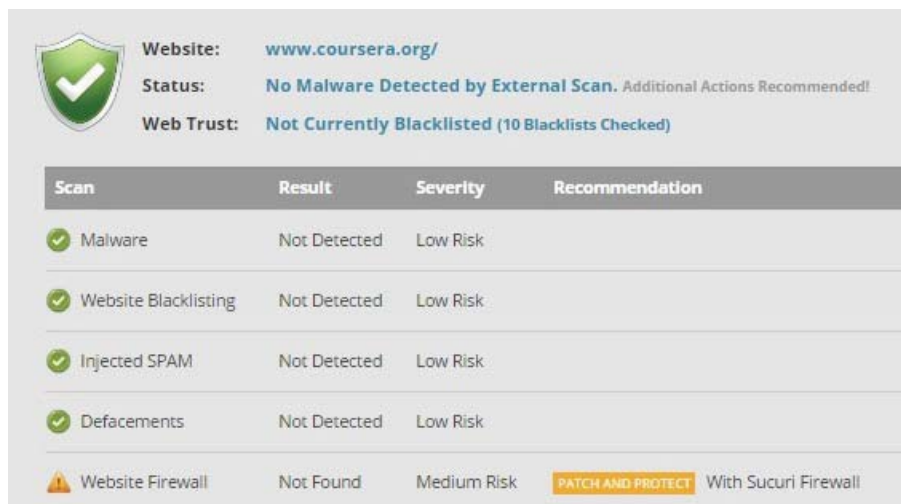 Website: www.coursera.org/
Status: No Malware Detected by External Scan. Additional Actions Recommended!
Web Trust: Not Currently Blacklisted (10 Blacklists Checked)
Scan Result Severity Recommendation
Malware Not Detected Low Risk
Website Blacklisting Not Detected Low Risk
Injected SPAM Not Detected Low Risk
Defacements Not Detected Low Risk
Website Firewall Not Found Medium Risk PATCH AND PROTECT With Sucuri Firewall